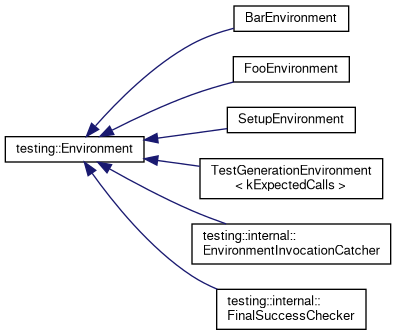 BarEnvironment
FooEnvironment
SetupEnvironment
testing::Environment
TestGenerationEnvironment
< kExpectedCalls >
testing::internal::
EnvironmentInvocationCatcher
testing::internal::
FinalSuccessChecker